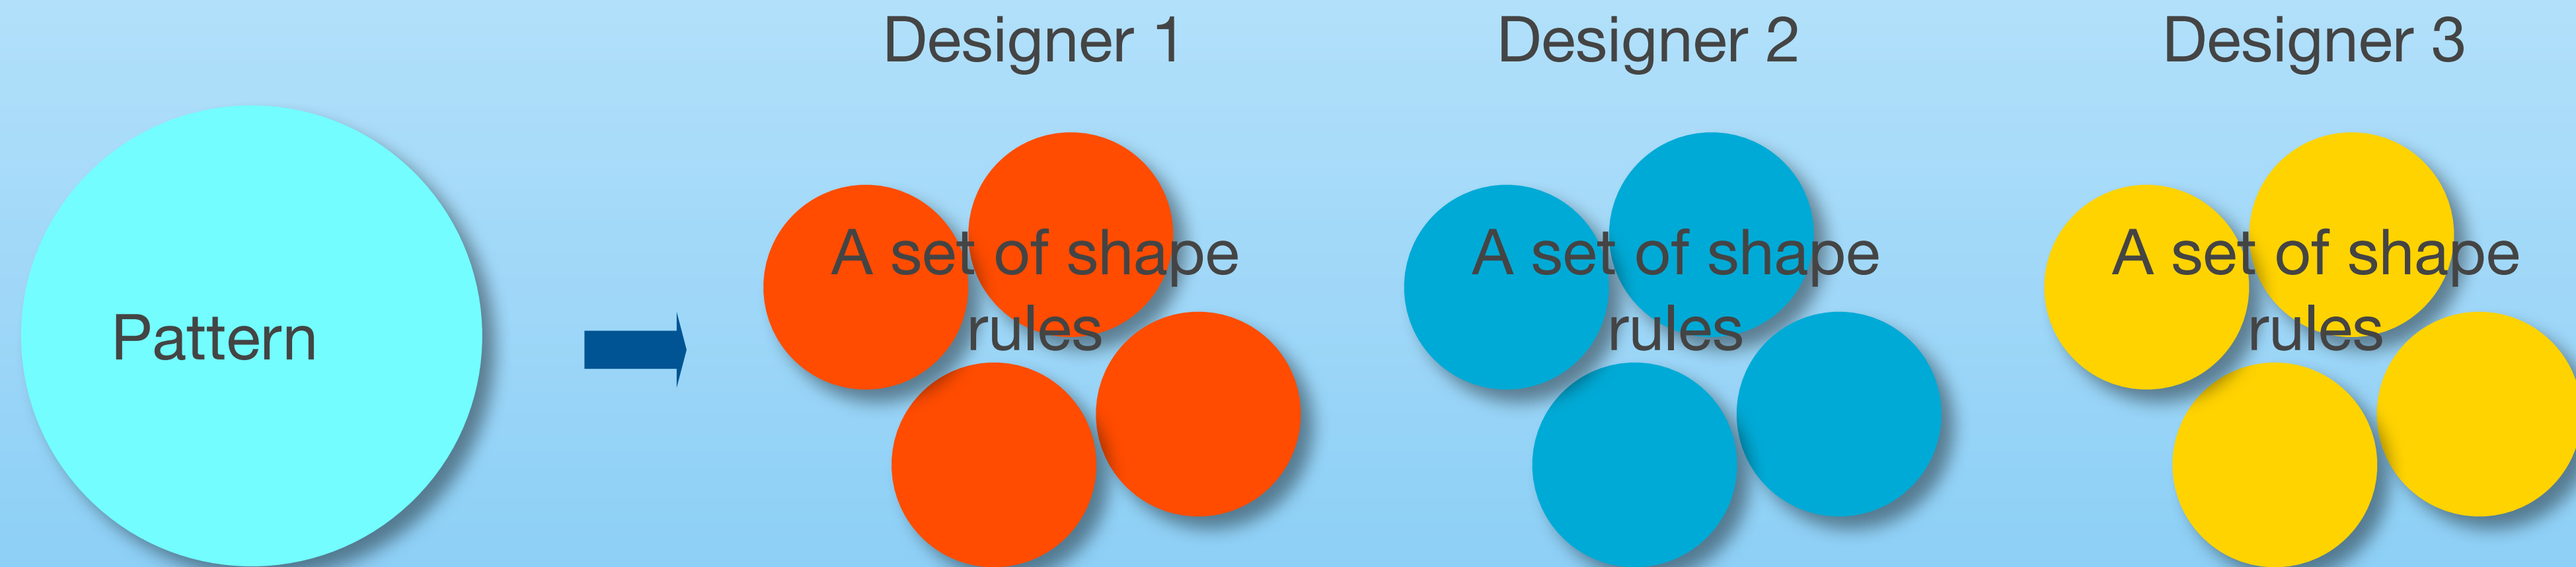 Designer 1
Designer 2
Designer 3
Pattern
A set of shape
rules
A set of shape
rules
A set of shape
rules